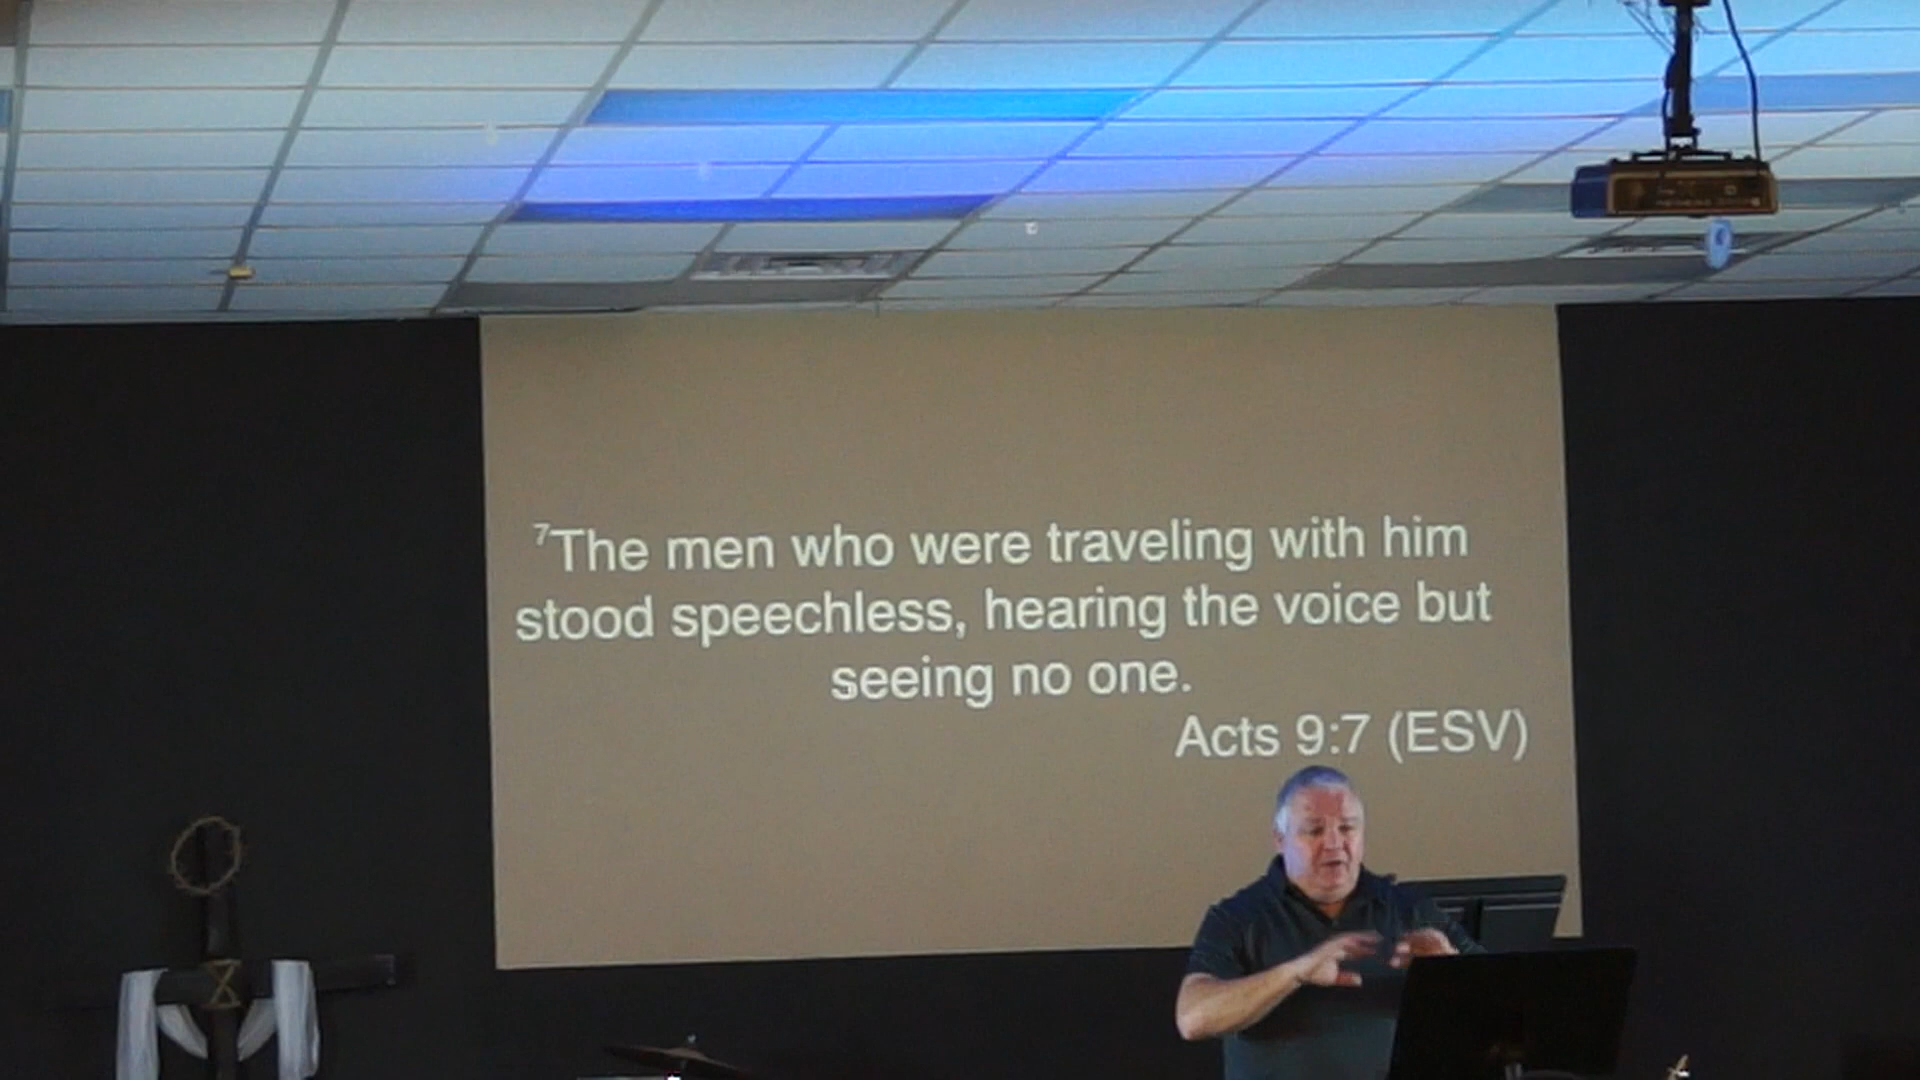 ⁷The men who were traveling with him
stood speechless, hearing the voice but
seeing no one.
Acts 9:7 (ESV)